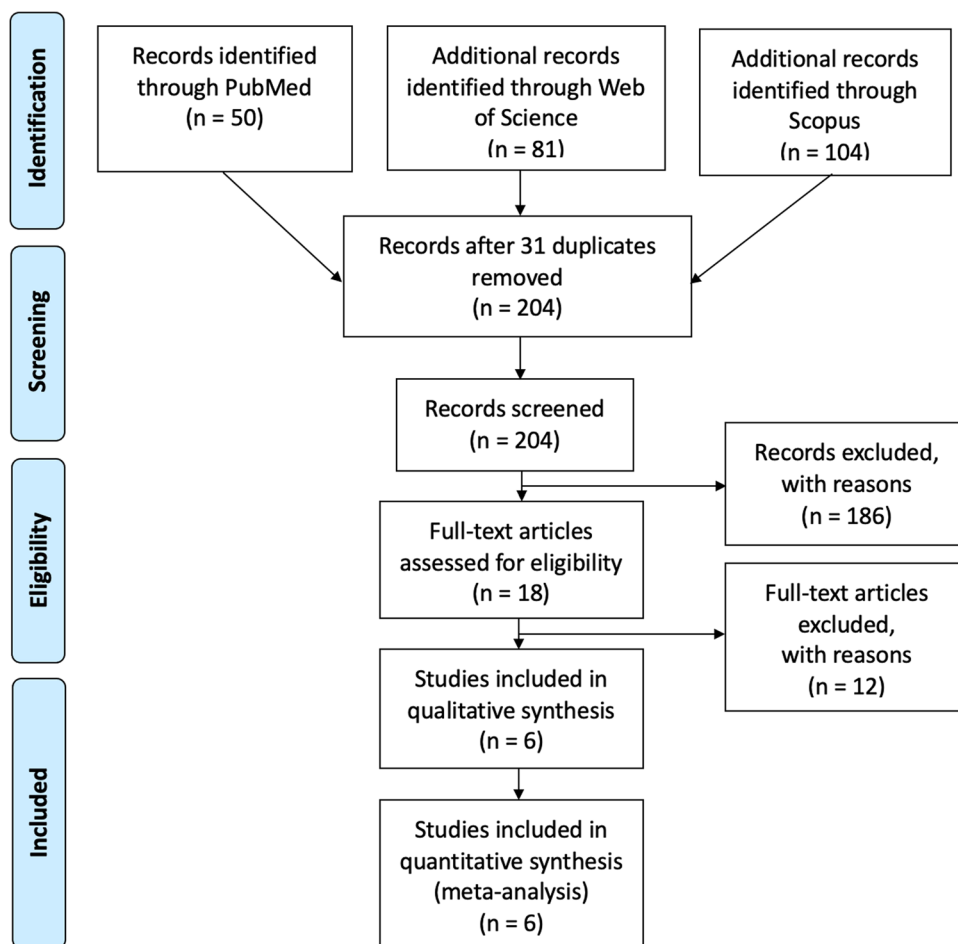 Identification
Records identified
through PubMed
(n = 50)
Additional records
identified through Web
of Science
(n = 81)
Additional records
identified through
Scopus
(n = 104)
Screening
Records after 31 duplicates
removed
(n = 204)
Records screened
(n = 204)
Records excluded,
with reasons
(n = 186)
Eligibility
Full-text articles
assessed for eligibility
(n = 18)
Full-text articles
excluded,
with reasons
(n = 12)
Included
Studies included in
qualitative synthesis
(n = 6)
Studies included in
quantitative synthesis
(meta-analysis)
(n = 6)